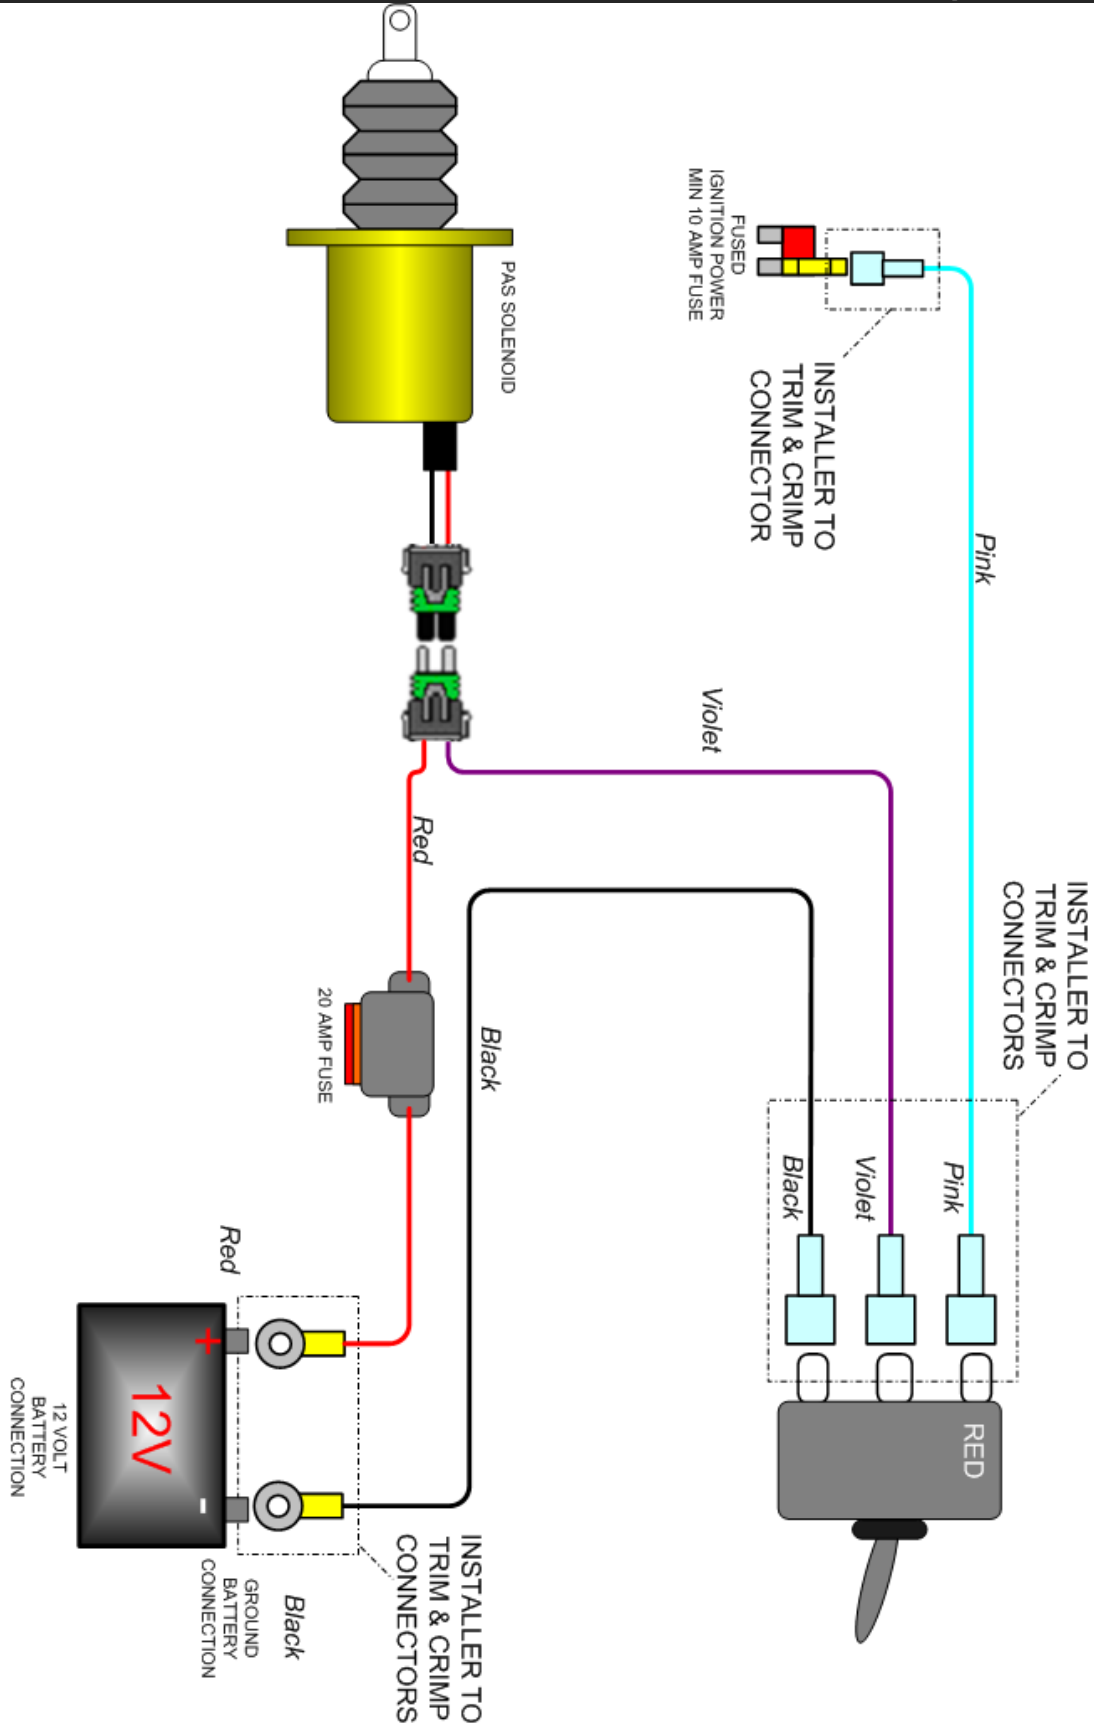 FUSED
IGNITION POWER
MIN 10 AMP FUSE
INSTALLER TO
TRIM & CRIMP
CONNECTOR
Pink
INSTALLER TO
TRIM & CRIMP
CONNECTORS
Pink
Violet
Black
RED
PAS SOLENOID
Violet
Red
Black
20 AMP FUSE
Red
+
12V
-
12 VOLT
BATTERY
CONNECTION
Black
GROUND
BATTERY
CONNECTION
INSTALLER TO
TRIM & CRIMP
CONNECTORS